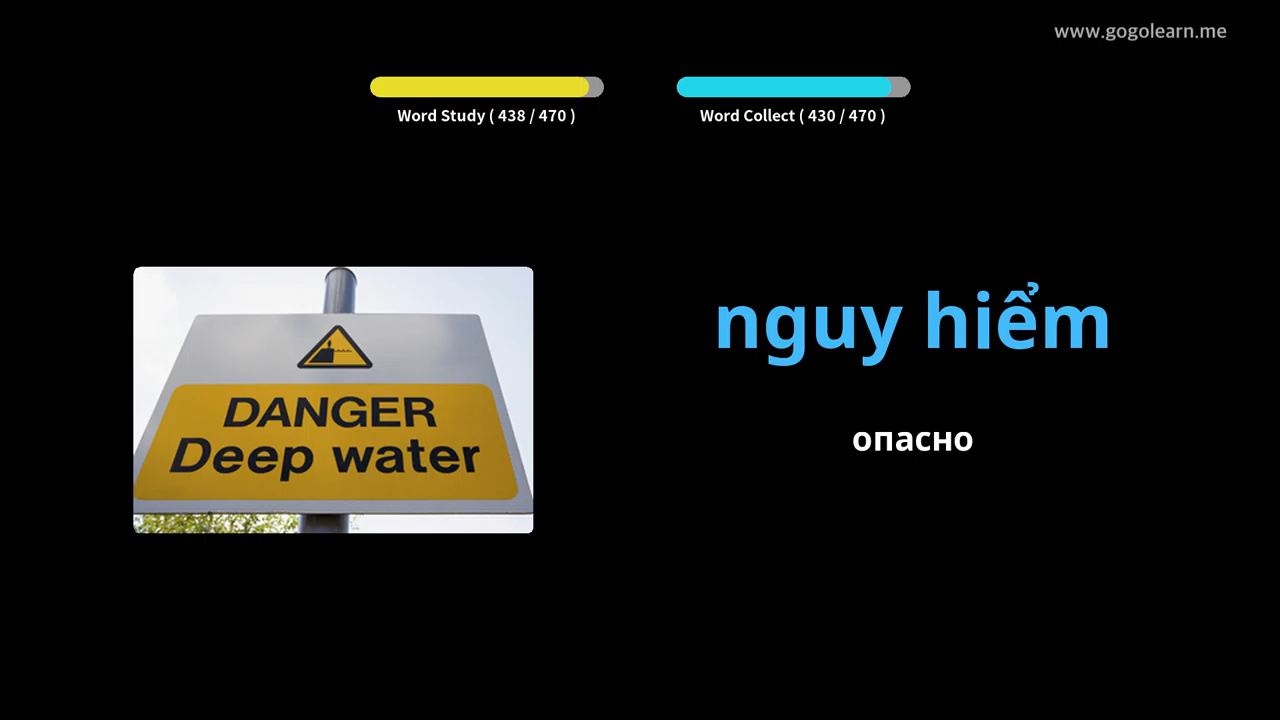 www.gogolearn.me
Word Study ( 438 / 470 )
Word Collect ( 430 / 470 )
DANGER
Deep water
nguy hiểm
опасно